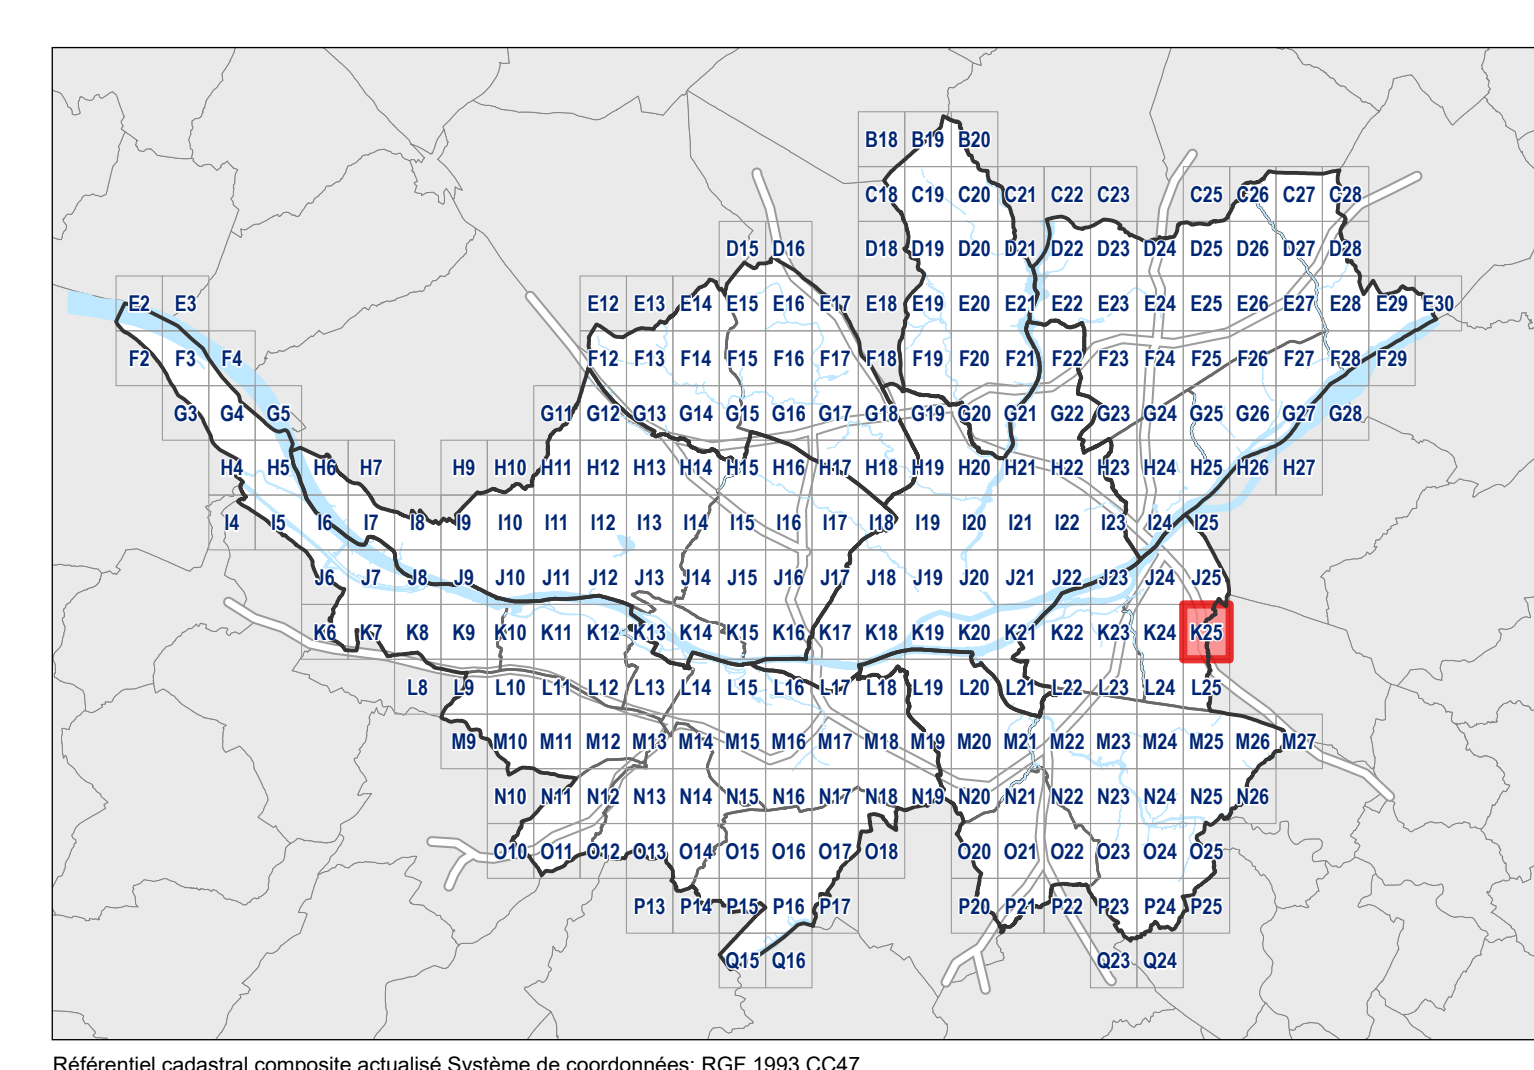 B18 B19 B20
C18 C19 C20 C21 C22 C23 C25 C26 C27 C28
D15 D16 D18 D19 D20 D21 D22 D23 D24 D25 D26 D27 D28
E2 E3 E12 E13 E14 E15 E16 E17 E18 E19 E20 E21 E22 E23 E24 E25 E26 E27 E28 E29 E30
F2 F3 F4 F12 F13 F14 F15 F16 F17 F18 F19 F20 F21 F22 F23 F24 F25 F26 F27 F28 F29
G3 G4 G5 G11 G12 G13 G14 G15 G16 G17 G18 G19 G20 G21 G22 G23 G24 G25 G26 G27 G28
H4 H5 H6 H7 H9 H10 H11 H12 H13 H14 H15 H16 H17 H18 H19 H20 H21 H22 H23 H24 H25 H26 H27
I4 I5 I6 I7 I8 I9 I10 I11 I12 I13 I14 I15 I16 I17 I18 I19 I20 I21 I22 I23 I24 I25
J6 J7 J8 J9 J10 J11 J12 J13 J14 J15 J16 J17 J18 J19 J20 J21 J22 J23 J24 J25
K6 K7 K8 K9 K10 K11 K12 K13 K14 K15 K16 K17 K18 K19 K20 K21 K22 K23 K24 K25
L8 L9 L10 L11 L12 L13 L14 L15 L16 L17 L18 L19 L20 L21 L22 L23 L24 L25
M9 M10 M11 M12 M13 M14 M15 M16 M17 M18 M19 M20 M21 M22 M23 M24 M25 M26 M27
N10 N11 N12 N13 N14 N15 N16 N17 N18 N19 N20 N21 N22 N23 N24 N25 N26
O10 O11 O12 O13 O14 O15 O16 O17 O18 O20 O21 O22 O23 O24 O25
P13 P14 P15 P16 P17 P20 P21 P22 P23 P24 P25
Q15 Q16 Q23 Q24
Référentiel cadastral composite actualisé Système de coordonnées: RGF 1993 CC47